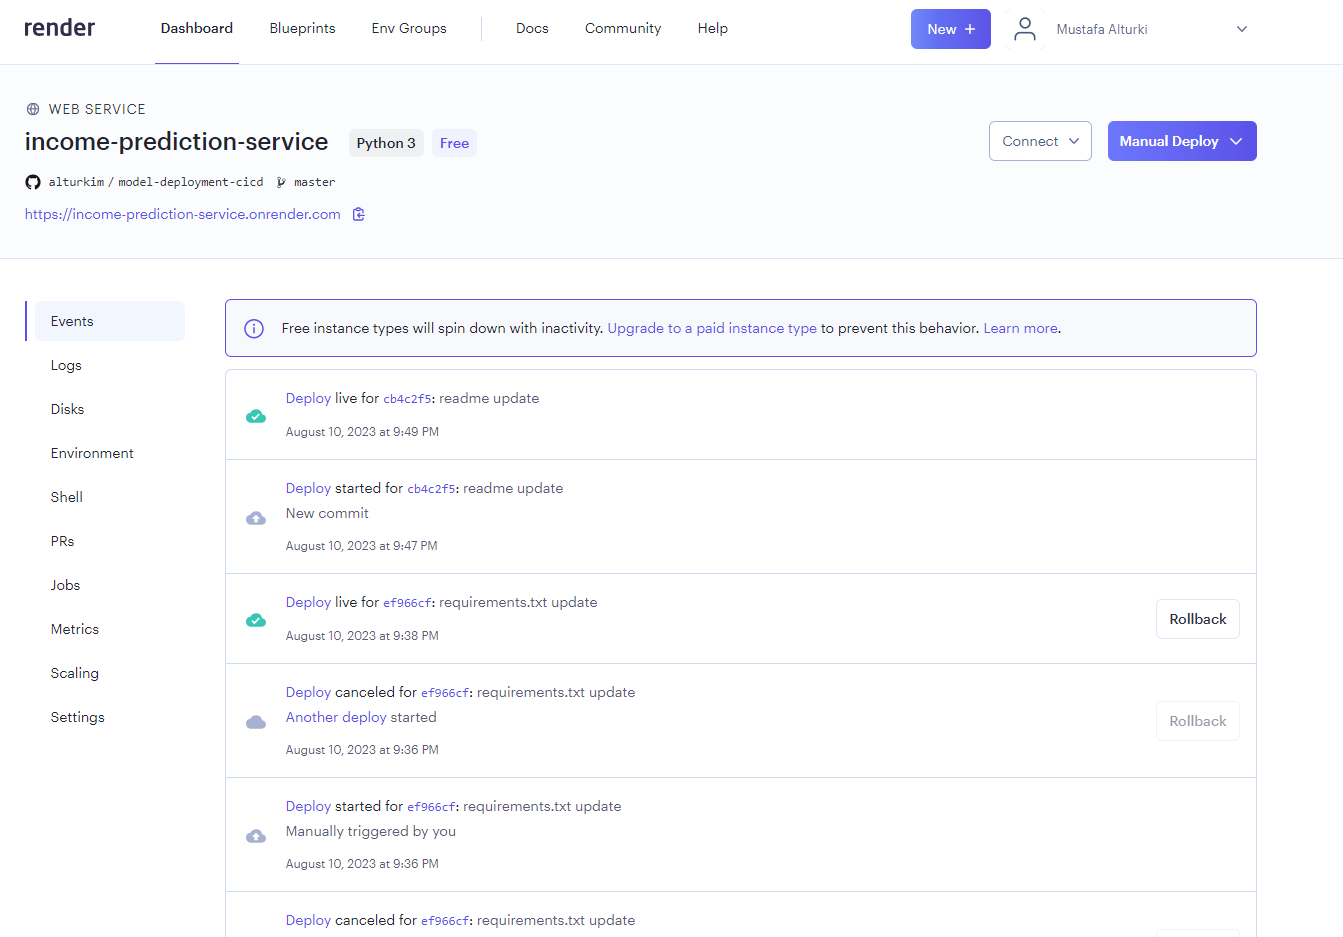 render
Dashboard
Blueprints
Env Groups
Docs
Community
Help
New +
Mustafa Alturki
WEB SERVICE
income-prediction-service
Python 3
Free
Connect
Manual Deploy
alturkim / model-deployment-cicd
master
https://income-prediction-service.onrender.com
Events
Logs
Disks
Environment
Shell
PRs
Jobs
Metrics
Scaling
Settings
Free instance types will spin down with inactivity. Upgrade to a paid instance type to prevent this behavior. Learn more.
Deploy live for cb4c2f5: readme update
August 10, 2023 at 9:49 PM
Deploy started for cb4c2f5: readme update
New commit
August 10, 2023 at 9:47 PM
Deploy live for ef966cf: requirements.txt update
August 10, 2023 at 9:38 PM
Rollback
Deploy canceled for ef966cf: requirements.txt update
Another deploy started
August 10, 2023 at 9:36 PM
Rollback
Deploy started for ef966cf: requirements.txt update
Manually triggered by you
August 10, 2023 at 9:36 PM
Deploy canceled for ef966cf: requirements.txt update